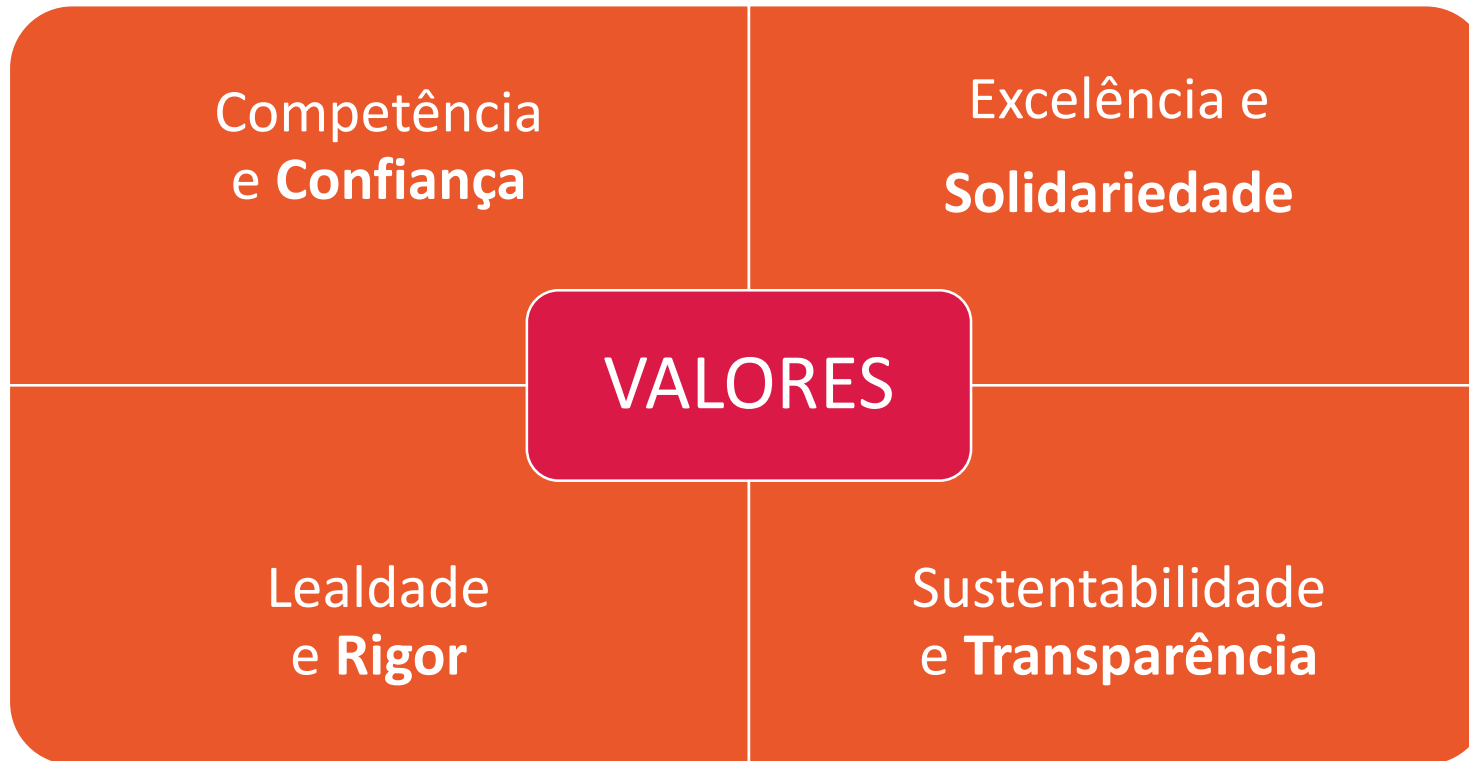 Competência
e Confiança
Excelência e
Solidariedade
VALORES
Lealdade
e Rigor
Sustentabilidade
e Transparência